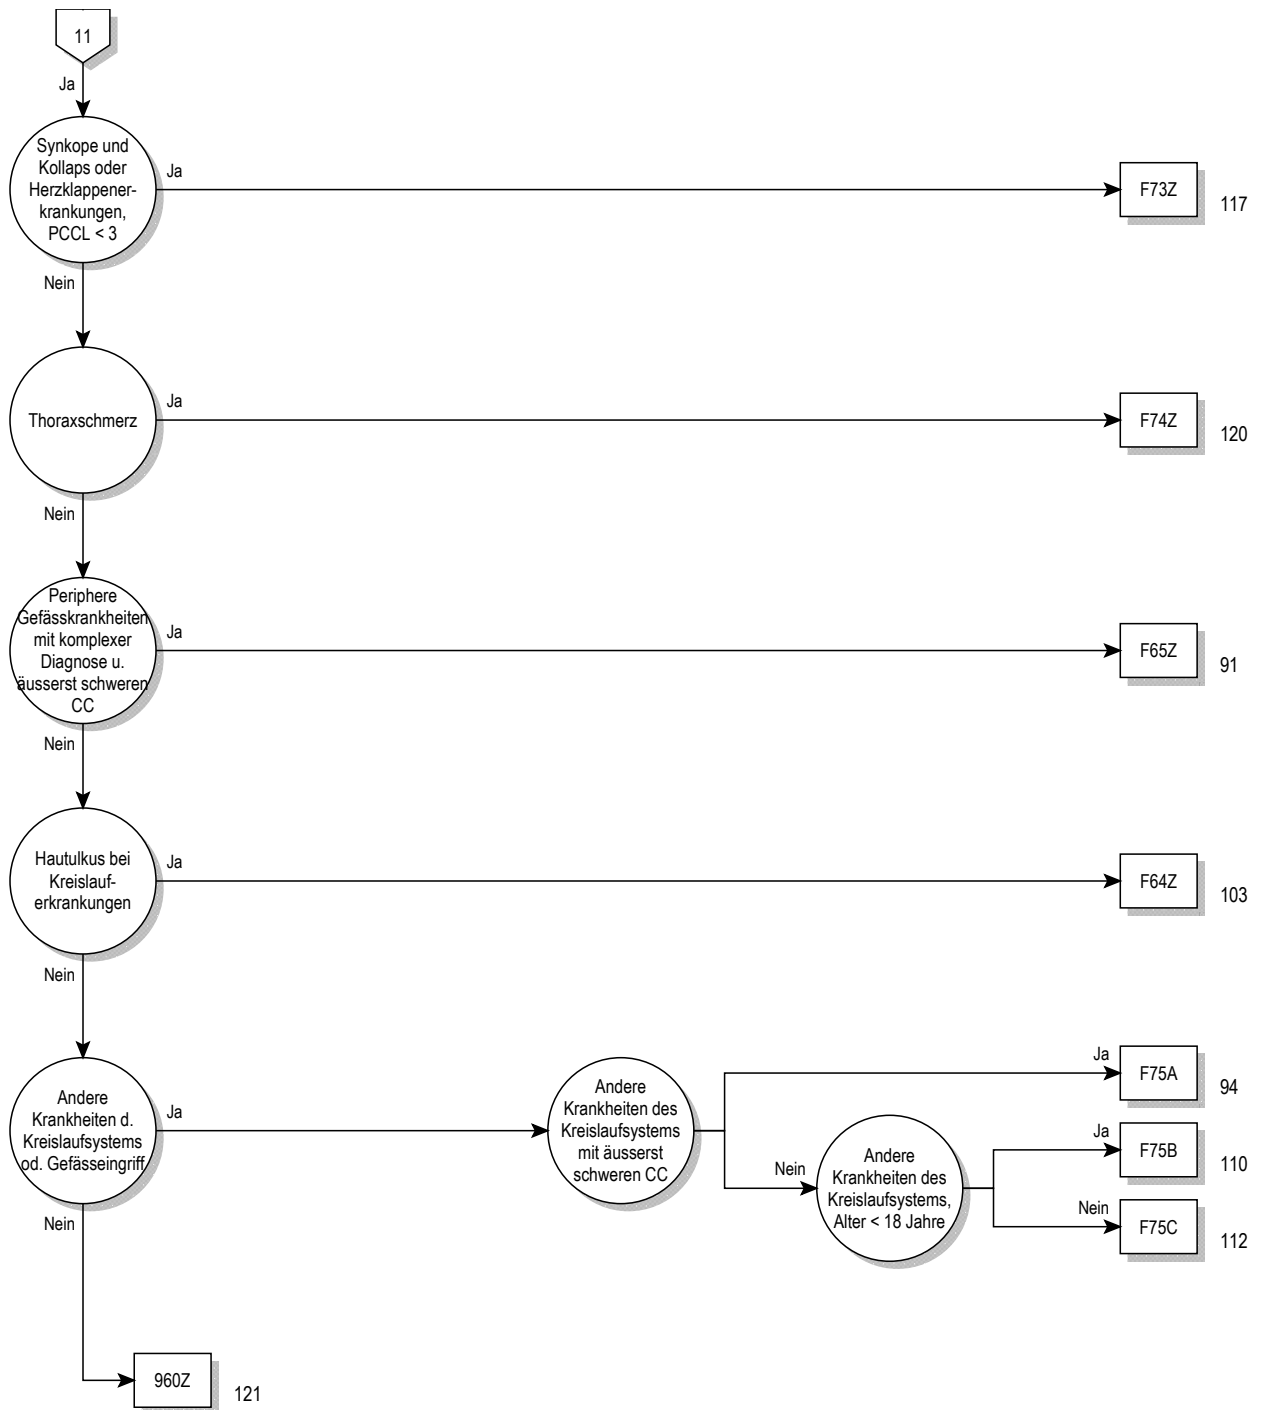 11
Ja
Synkope und
Kollaps oder
Herzklappener-
krankungen,
PCCL < 3
Ja
F73Z
117
Nein
Thoraxschmerz
Ja
F74Z
120
Nein
Periphere
Gefässkrankheiten
mit komplexer
Diagnose u.
äusserst schweren
CC
Ja
F65Z
91
Nein
Hautulkus bei
Kreislauf-
erkrankungen
Ja
F64Z
103
Nein
Andere
Krankheiten d.
Kreislaufsystems
od. Gefässeingriff
Ja
Andere
Krankheiten des
Kreislaufsystems
mit äusserst
schweren CC
Ja
F75A
94
Nein
Andere
Krankheiten des
Kreislaufsystems,
Alter < 18 Jahre
Ja
F75B
110
Nein
F75C
112
Nein
960Z
121